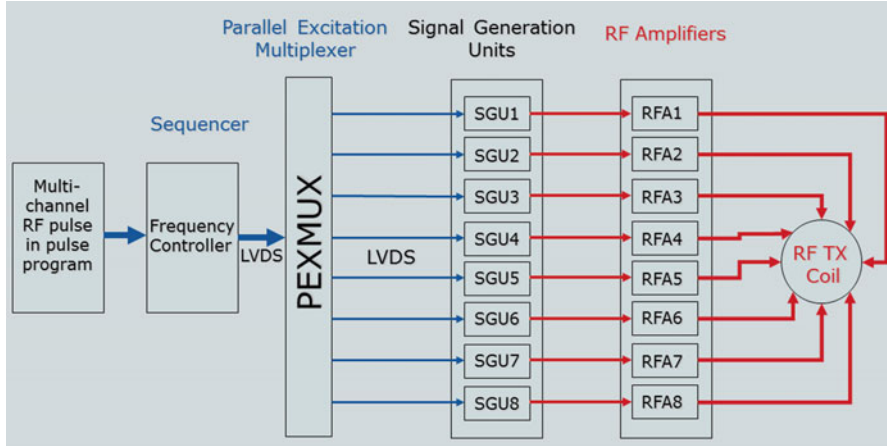 Parallel Excitation
Multiplexer
Signal Generation
Units
RF Amplifiers
Sequencer
Multi-
channel
RF pulse
in pulse
program
Frequency
Controller
LVDS
PEXMUX
LVDS
SGU1
SGU2
SGU3
SGU4
SGU5
SGU6
SGU7
SGU8
RFA1
RFA2
RFA3
RFA4
RFA5
RFA6
RFA7
RFA8
RF TX
Coil